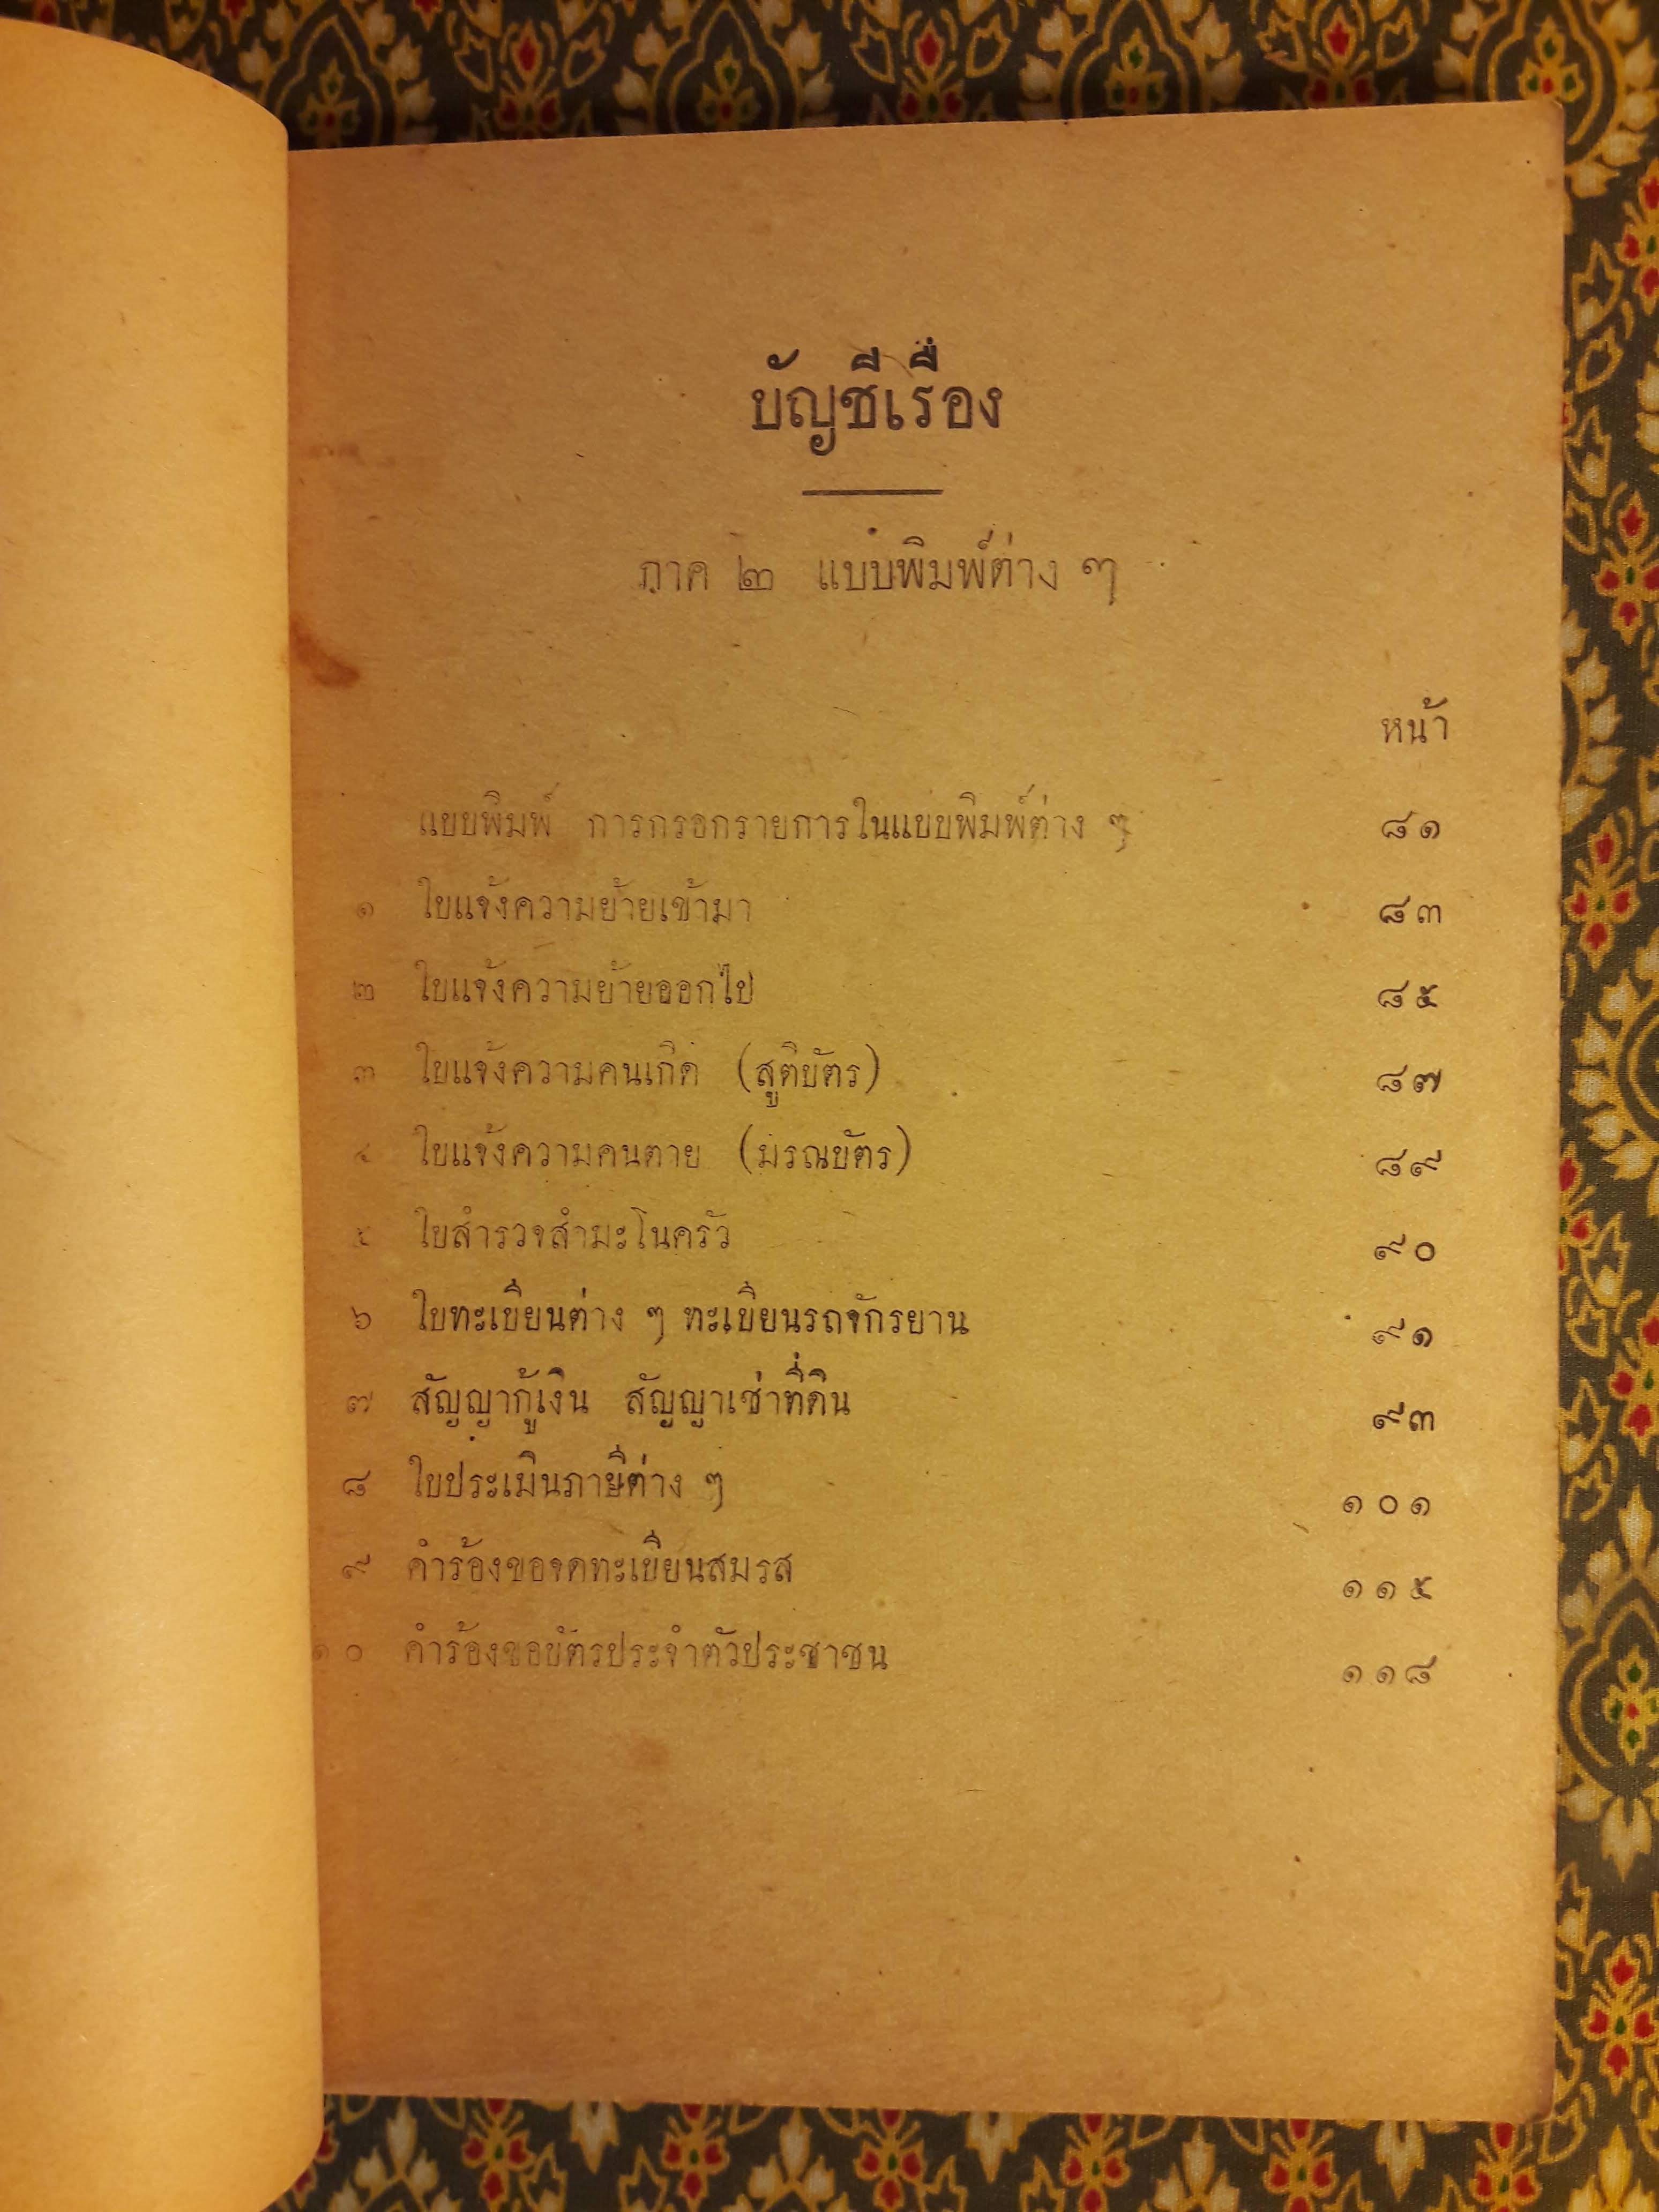 บัญชีเรื่อง
ภาค ๒ แบบพิมพ์ต่าง ๆ
หน้า
แบบพิมพ์ การกรอกรายการในแบบพิมพ์ต่าง ๆ ๘๑
๑ ใบแจ้งความย้ายเข้ามา ๘๓
๒ ใบแจ้งความย้ายออกไป ๘๕
๓ ใบแจ้งความคนเกิด (สูติบัตร) ๘๗
๔ ใบแจ้งความคนตาย (มรณบัตร) ๘๙
๕ ใบสำรวจสำมะโนครัว ๙๐
๖ ใบทะเบียนต่าง ๆ ทะเบียนรถจักรยาน ๙๑
๗ สัญญากู้เงิน สัญญาเช่าที่ดิน ๙๓
๘ ใบประเมินภาษีต่าง ๆ ๑๐๑
๙ คำร้องขอจดทะเบียนสมรส ๑๑๕
๑๐ คำร้องขอบัตรประจำตัวประชาชน ๑๑๘